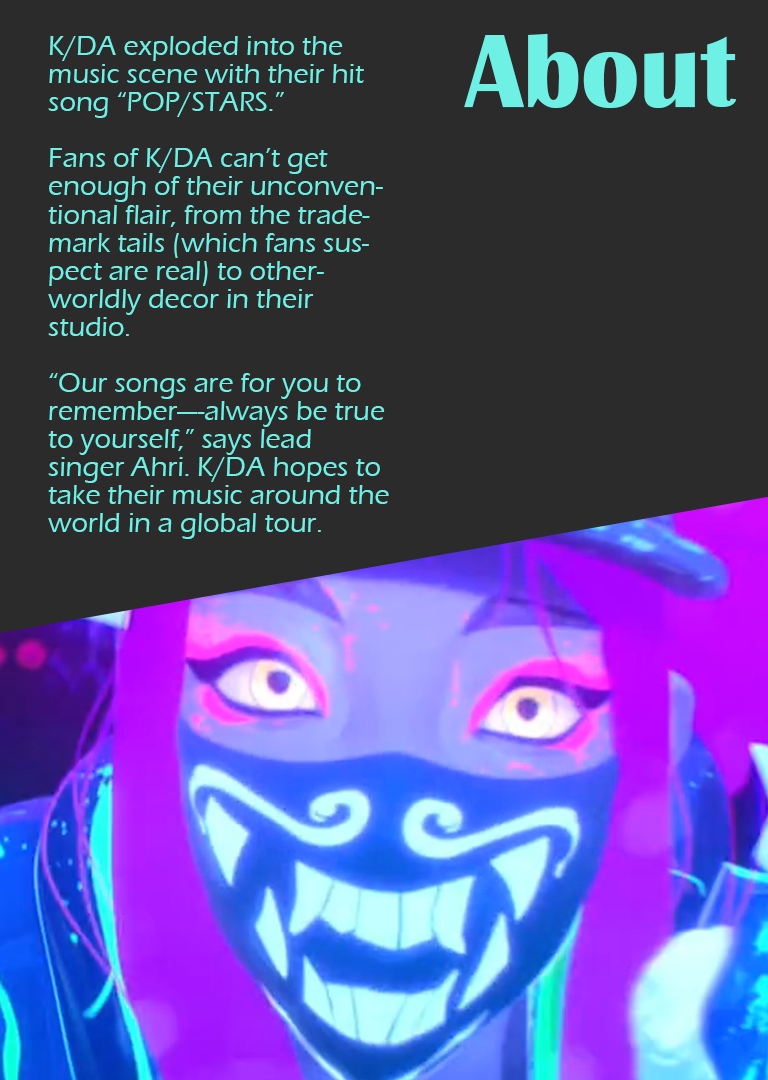 About
K/DA exploded into the
music scene with their hit
song “POP/STARS.”
Fans of K/DA can’t get
enough of their unconven-
tional flair, from the trade-
mark tails (which fans sus-
pect are real) to other-
worldly decor in their
studio.
“Our songs are for you to
remember—-always be true
to yourself,” says lead
singer Ahri. K/DA hopes to
take their music around the
world in a global tour.